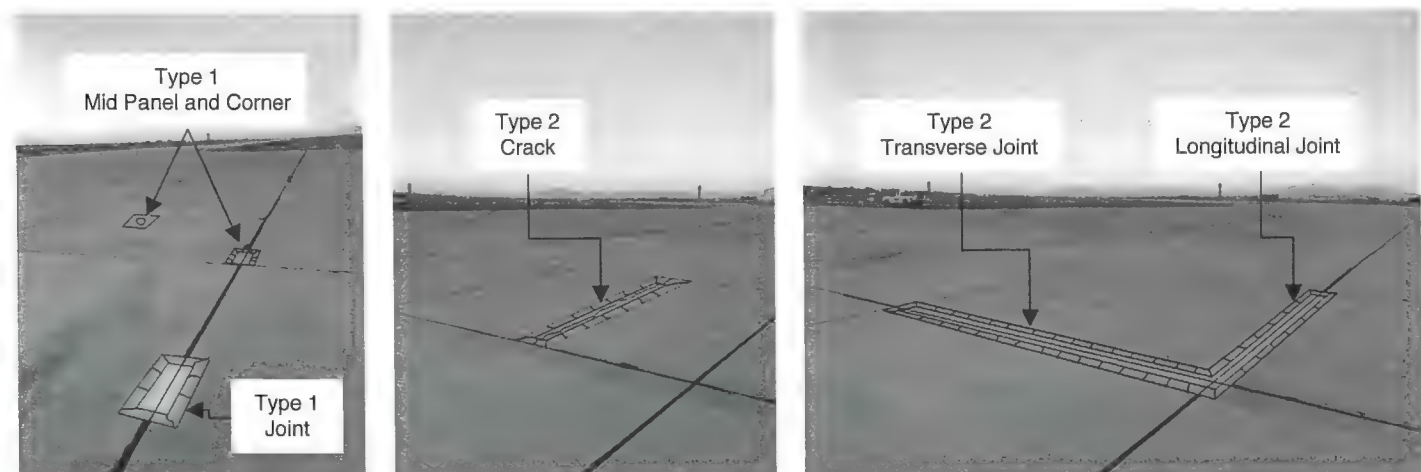 Type 1
Mid Panel and Corner
Type 1
Joint
Type 2
Crack
Type 2
Transverse Joint
Type 2
Longitudinal Joint